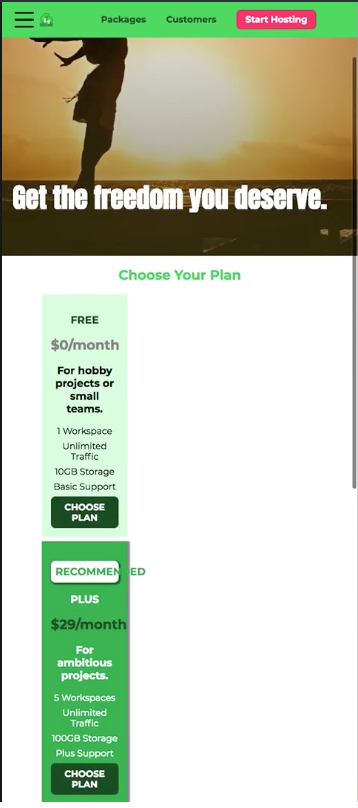 Packages Customers Start Hosting
Get the freedom you deserve.
Choose Your Plan
FREE
$0/month
For hobby
projects or
small
teams.
1 Workspace
Unlimited
Traffic
10GB Storage
Basic Support
CHOOSE
PLAN
RECOMMENDED
PLUS
$29/month
For
ambitious
projects.
5 Workspaces
Unlimited
Traffic
100GB Storage
Plus Support
CHOOSE
PLAN